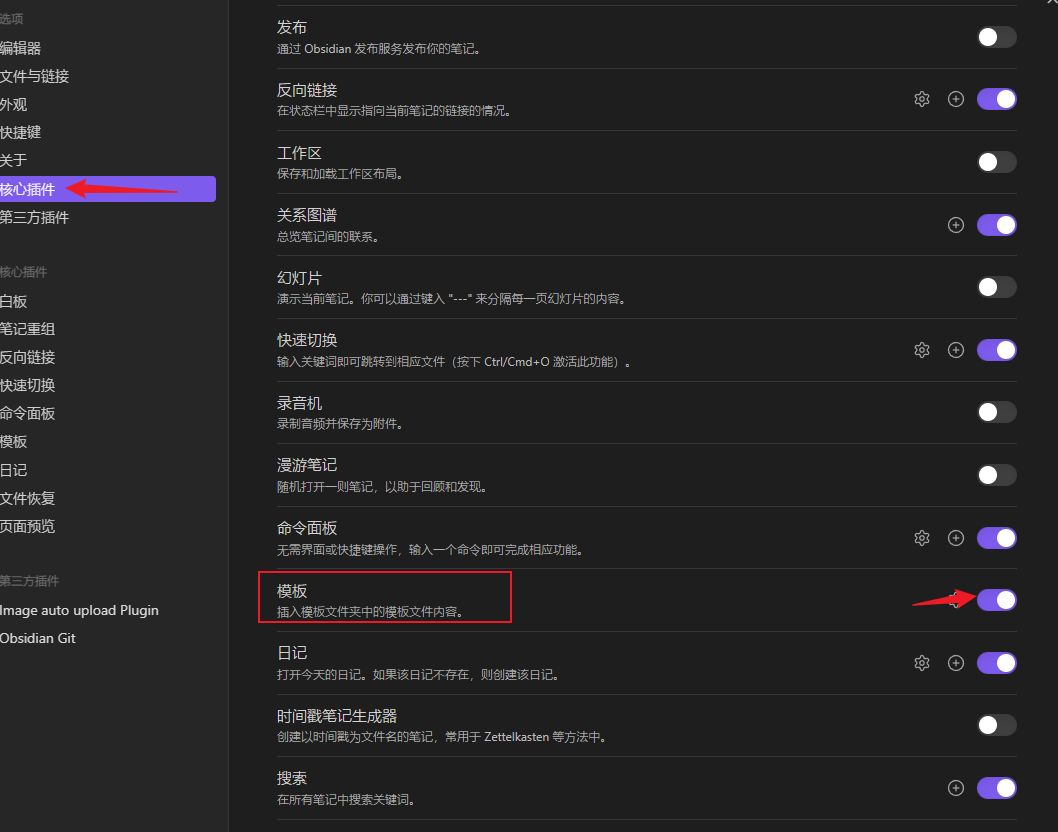 选项
编辑器
文件与链接
外观
快捷键
关于
核心插件
第三方插件
核心插件
白板
笔记重组
反向链接
快速切换
命令面板
模板
日记
文件恢复
页面预览
第三方插件
Image auto upload Plugin
Obsidian Git
发布
通过 Obsidian 发布服务发布你的笔记。
反向链接
在状态栏中显示指向当前笔记的链接的情况。
工作区
保存和加载工作区布局。
关系图谱
总览笔记间的联系。
幻灯片
演示当前笔记。你可以通过键入 "---" 来分隔每一页幻灯片的内容。
快速切换
输入关键词即可跳转到相应文件（按下 Ctrl/Cmd+O 激活此功能）。
录音机
录制音频并保存为附件。
漫游笔记
随机打开一则笔记，以助于回顾和发现。
命令面板
无需界面或快捷键操作，输入一个命令即可完成相应功能。
模板
插入模板文件夹中的模板文件内容。
日记
打开今天的日记。如果该日记不存在，则创建该日记。
时间戳笔记生成器
创建以时间戳为文件名的笔记，常用于 Zettelkasten 等方法中。
搜索
在所有笔记中搜索关键词。